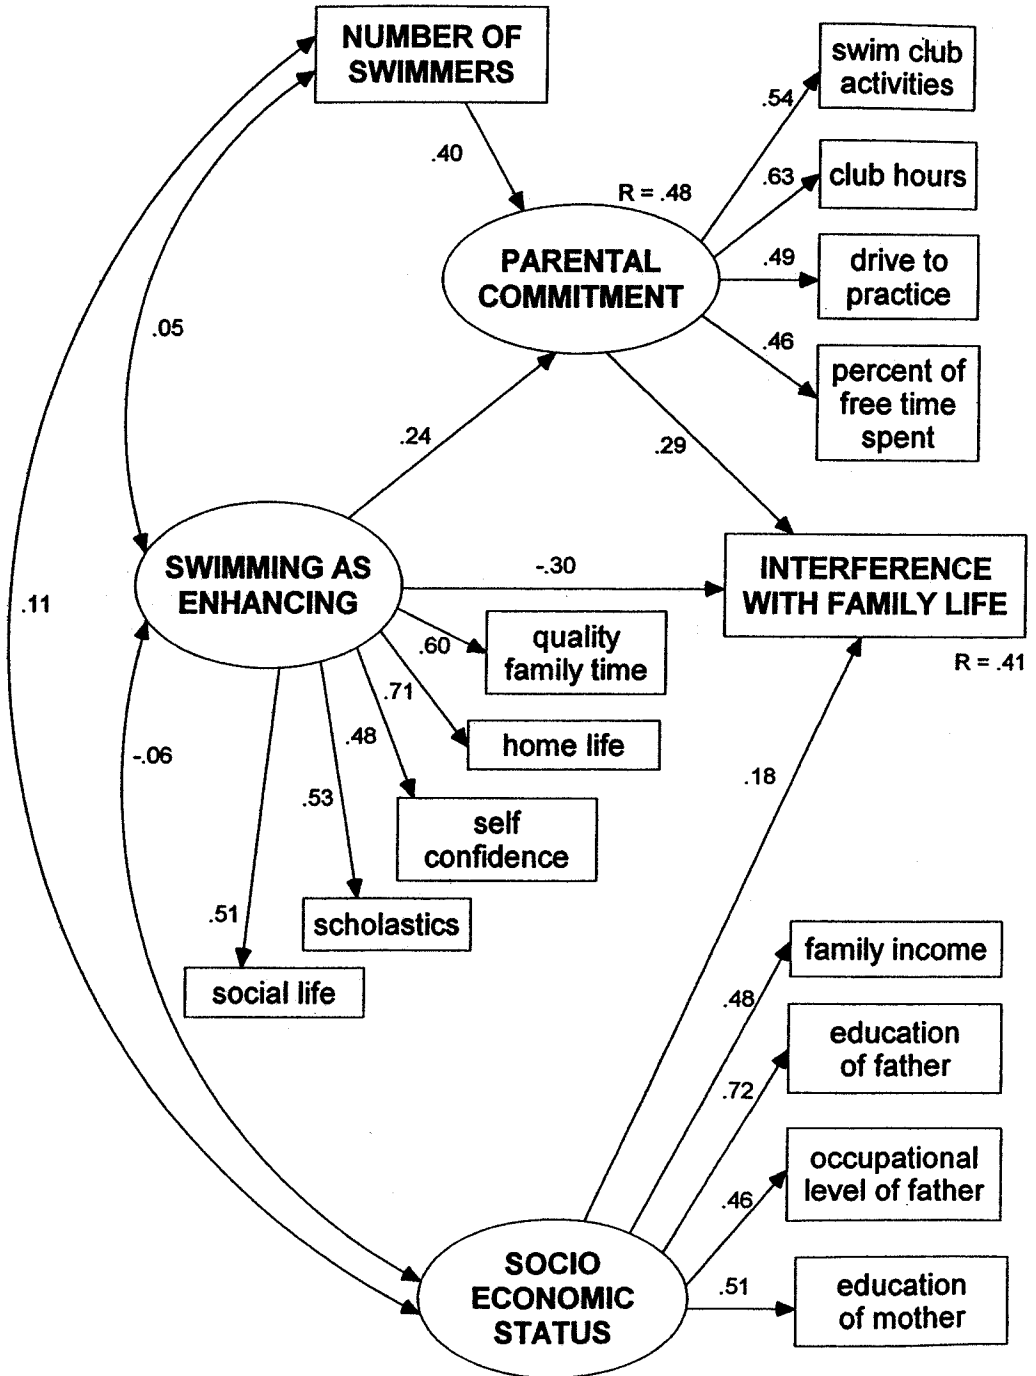 NUMBER OF
SWIMMERS
swim club
activities
.54
.40
club hours
.63
R = .48
PARENTAL
COMMITMENT
.49
drive to
practice
.05
.46
percent of
free time
spent
.24
.29
SWIMMING AS
ENHANCING
-.30
INTERFERENCE
WITH FAMILY LIFE
R = .41
.11
.60
quality
family time
.71
home life
.48
self
confidence
-.06
.53
scholastics
.51
social life
.18
family income
.48
education
of father
.72
occupational
level of father
.46
SOCIO
ECONOMIC
STATUS
.51
education
of mother